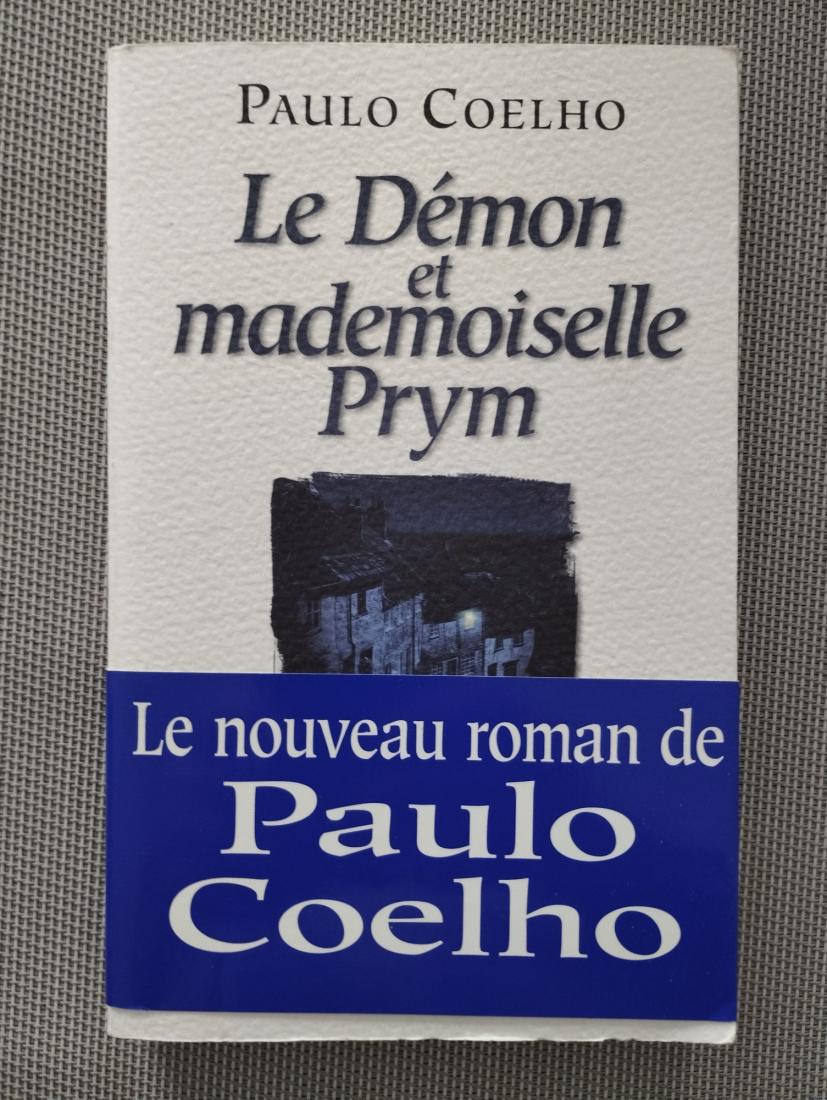 PAULO COELHO
Le Démon
et
mademoiselle
Prym
Le nouveau roman de
Paulo
Coelho